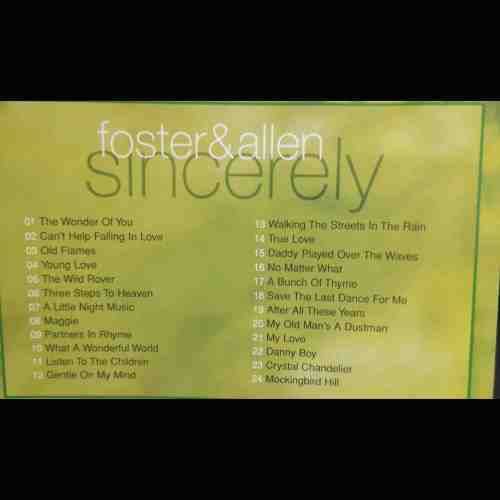 foster&allen
sincerely
01 The Wonder Of You
02 Can't Help Falling In Love
03 Old Flames
04 Young Love
05 The Wild Rover
06 Three Steps To Heaven
07 A Little Night Music
08 Maggie
09 Partners In Rhyme
10 What A Wonderful World
11 Listen To The Children
12 Gentle On My Mind
13 Walking The Streets In The Rain
14 True Love
15 Daddy Played Over The Waves
16 No Matter What
17 A Bunch Of Thyme
18 Save The Last Dance For Me
19 After All These Years
20 My Old Man's A Dustman
21 My Love
22 Danny Boy
23 Crystal Chandelier
24 Mockingbird Hill